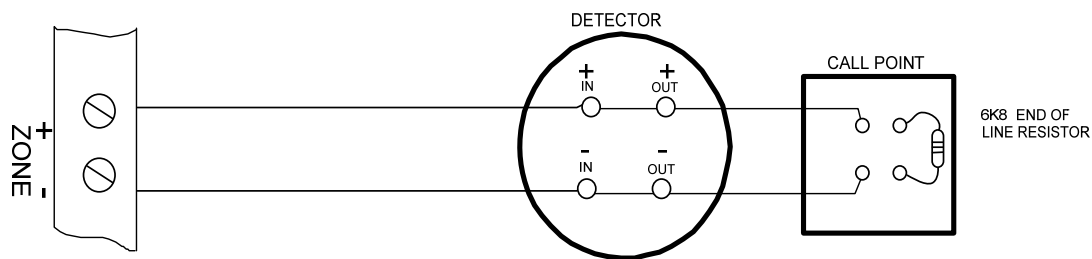 DETECTOR
CALL POINT
+ +
IN OUT
6K8 END OF
LINE RESISTOR
+
ZONE
-
- -
IN OUT